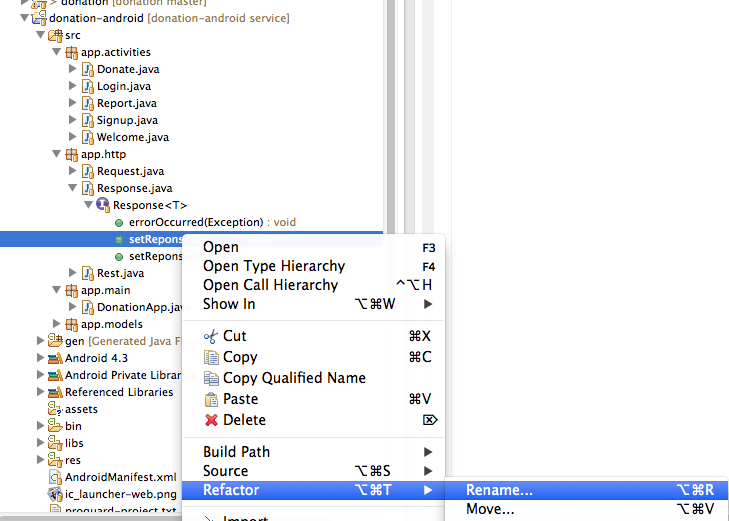 > donation [donation master]
donation-android [donation-android service]
src
app.activities
Donate.java
Login.java
Report.java
Signup.java
Welcome.java
app.http
Request.java
Response.java
Response<T>
errorOccurred(Exception) : void
setRepons
setRepons
Rest.java
app.main
DonationApp.jav
app.models
gen [Generated Java F
Android 4.3
Android Private Librar
Referenced Libraries
assets
bin
libs
res
AndroidManifest.xml
ic_launcher-web.png
proguard-project.txt
Open F3
Open Type Hierarchy F4
Open Call Hierarchy ^⌥H
Show In ⌥⌘W ▶
Cut ⌘X
Copy ⌘C
Copy Qualified Name
Paste ⌘V
Delete ⌦
Build Path ▶
Source ⌥⌘S ▶
Refactor ⌥⌘T ▶
Import
Rename... ⌥⌘R
Move... ⌥⌘V